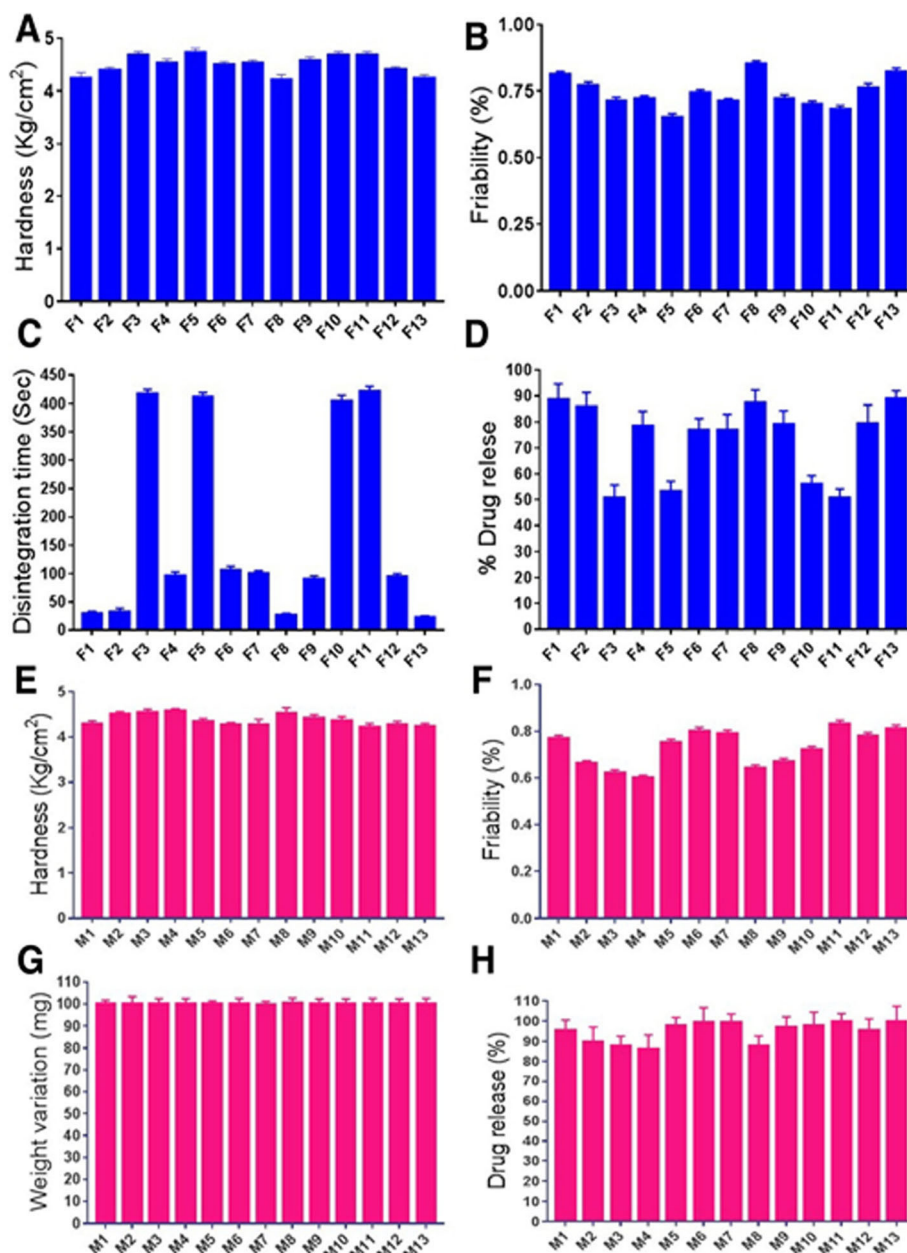 A
Hardness (Kg/cm²)
5
4
3
2
1
0
F1 F2 F3 F4 F5 F6 F7 F8 F9 F10 F11 F12 F13
B
Friability (%)
1.00
0.75
0.50
0.25
0.00
F1 F2 F3 F4 F5 F6 F7 F8 F9 F10 F11 F12 F13
C
Disintegration time (Sec)
450
400
350
300
250
200
150
100
50
0
F1 F2 F3 F4 F5 F6 F7 F8 F9 F10 F11 F12 F13
D
% Drug relese
100
90
80
70
60
50
40
30
20
10
0
F1 F2 F3 F4 F5 F6 F7 F8 F9 F10 F11 F12 F13
E
Hardness (Kg/cm²)
5
4
3
2
1
0
M1 M2 M3 M4 M5 M6 M7 M8 M9 M10 M11 M12 M13
F
Friability (%)
1.0
0.8
0.6
0.4
0.2
0.0
M1 M2 M3 M4 M5 M6 M7 M8 M9 M10 M11 M12 M13
G
Weight variation (mg)
110
100
90
80
70
60
50
40
30
20
10
0
M1 M2 M3 M4 M5 M6 M7 M8 M9 M10 M11 M12 M13
H
Drug release (%)
110
100
90
80
70
60
50
40
30
20
10
0
M1 M2 M3 M4 M5 M6 M7 M8 M9 M10 M11 M12 M13